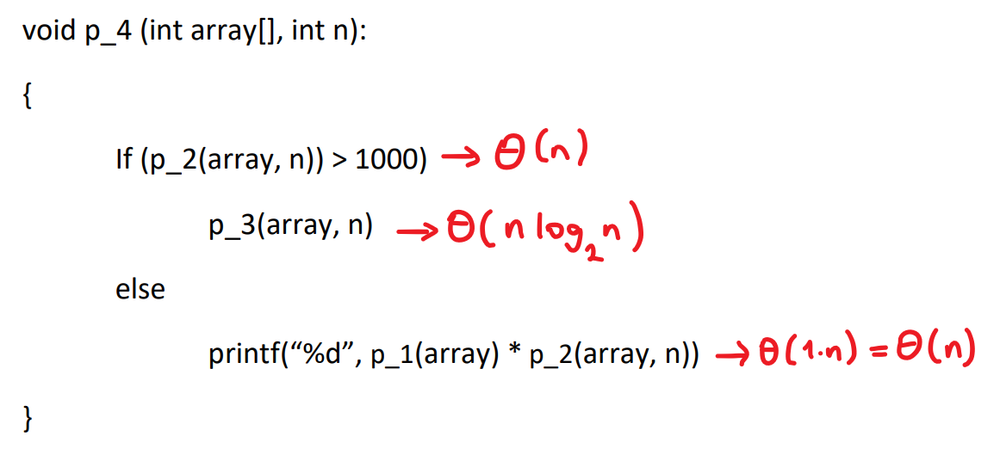 void p_4 (int array[], int n):
{
If (p_2(array, n)) > 1000) → Θ(n)
p_3(array, n) → Θ(n log₂n)
else
printf(“%d”, p_1(array) * p_2(array, n)) → Θ(1·n) = Θ(n)
}